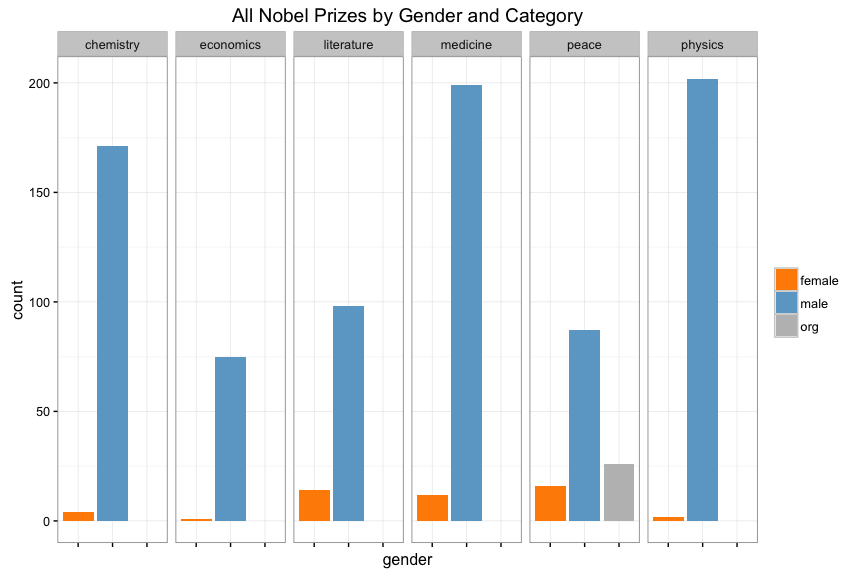 All Nobel Prizes by Gender and Category
chemistry economics literature medicine peace physics
200
150
100
50
0
count
gender
female
male
org